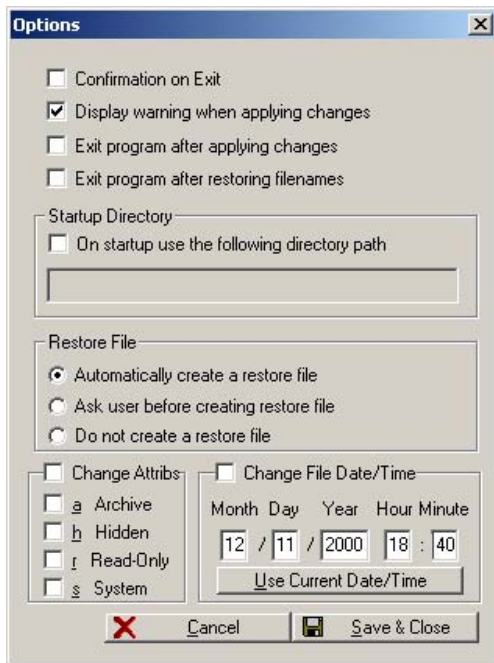 Options
Confirmation on Exit
Display warning when applying changes
Exit program after applying changes
Exit program after restoring filenames
Startup Directory
On startup use the following directory path
Restore File
Automatically create a restore file
Ask user before creating restore file
Do not create a restore file
Change Attribs
a Archive
h Hidden
r Read-Only
s System
Change File Date/Time
Month Day Year Hour Minute
12 / 11 / 2000 18 : 40
Use Current Date/Time
Cancel
Save & Close